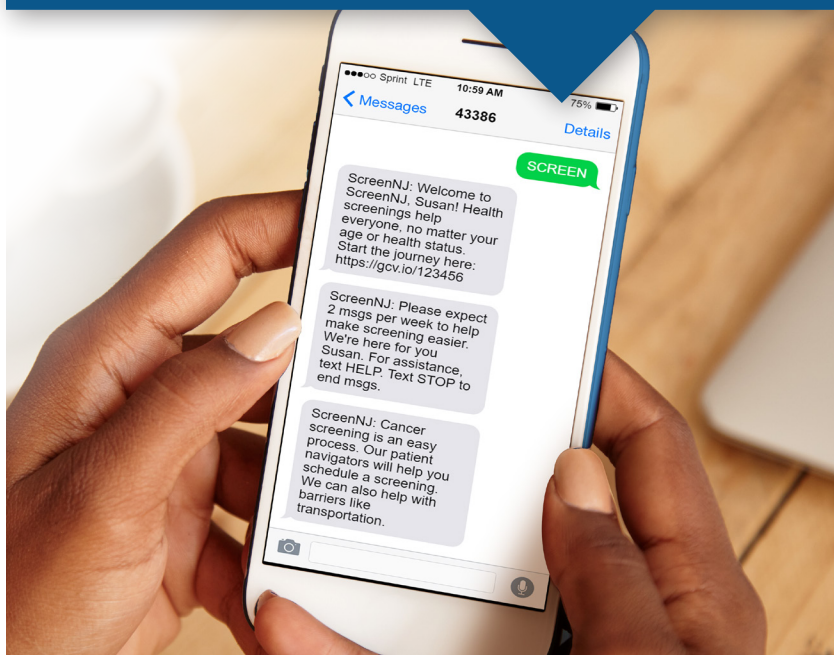 Sprint LTE
10:59 AM
75%
Messages
43386
Details
SCREEN
ScreenNJ: Welcome to
ScreenNJ, Susan! Health
screenings help
everyone, no matter your
age or health status.
Start the journey here:
https://gcv.io/123456
ScreenNJ: Please expect
2 msgs per week to help
make screening easier.
We're here for you
Susan. For assistance,
text HELP. Text STOP to
end msgs.
ScreenNJ: Cancer
screening is an easy
process. Our patient
navigators will help you
schedule a screening.
We can also help with
barriers like
transportation.